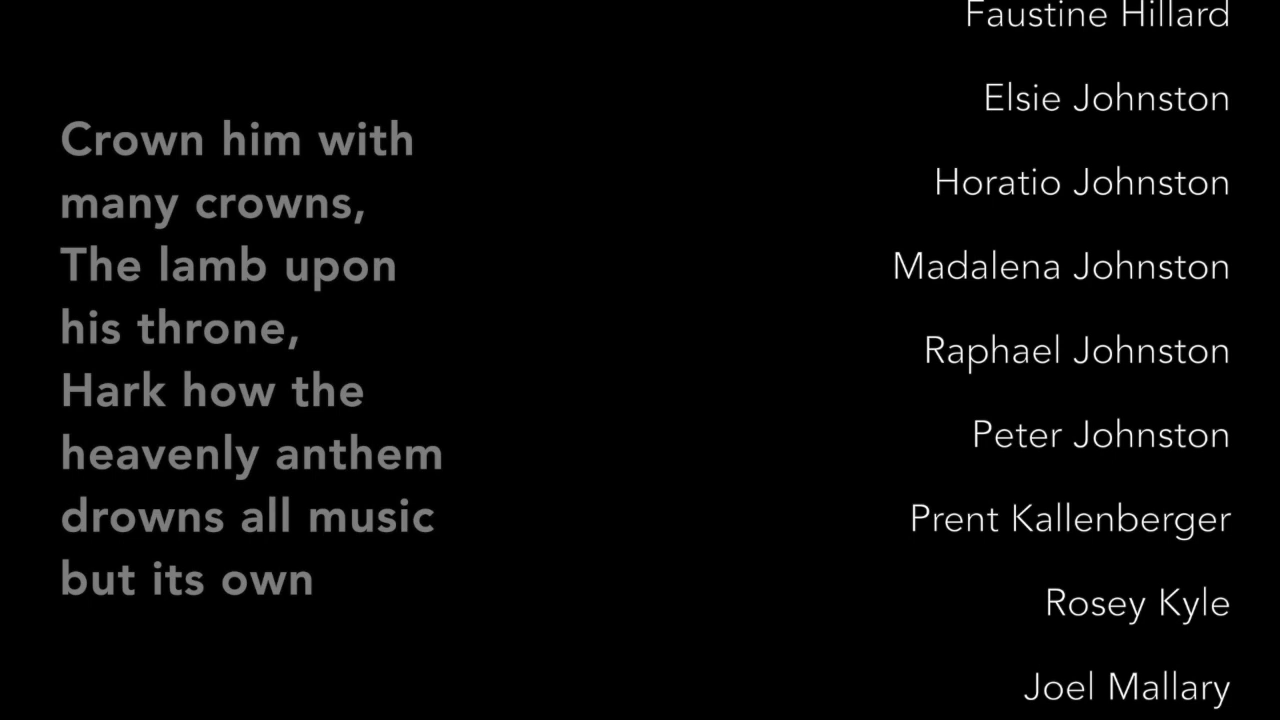 Crown him with
many crowns,
The lamb upon
his throne,
Hark how the
heavenly anthem
drowns all music
but its own
Faustine Hillard
Elsie Johnston
Horatio Johnston
Madalena Johnston
Raphael Johnston
Peter Johnston
Prent Kallenberger
Rosey Kyle
Joel Mallary